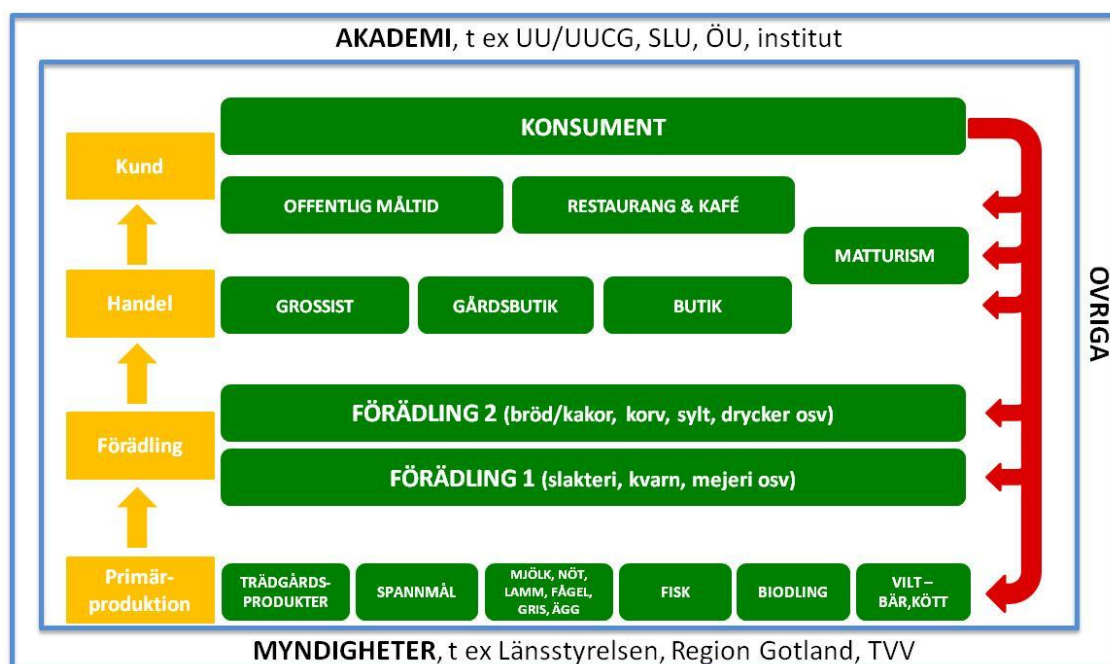 AKADEMI, t ex UU/UUCG, SLU, ÖU, institut
KONSUMENT
Kund
OFFENTLIG MÅLTID
RESTAURANG & KAFÉ
MATTURISM
Handel
GROSSIST
GÅRDSBUTIK
BUTIK
OVRIGA
FÖRÄDLING 2 (bröd/kakor, korv, sylt, drycker osv)
Förädling
FÖRÄDLING 1 (slakteri, kvarn, mejeri osv)
Primär-
produktion
TRÄDGÅRDS-
PRODUKTER
SPANNMÅL
MJÖLK, NÖT,
LAMM, FÅGEL,
GRIS, ÄGG
FISK
BIODLING
VILT –
BÄR,KÖTT
MYNDIGHETER, t ex Länsstyrelsen, Region Gotland, TVV